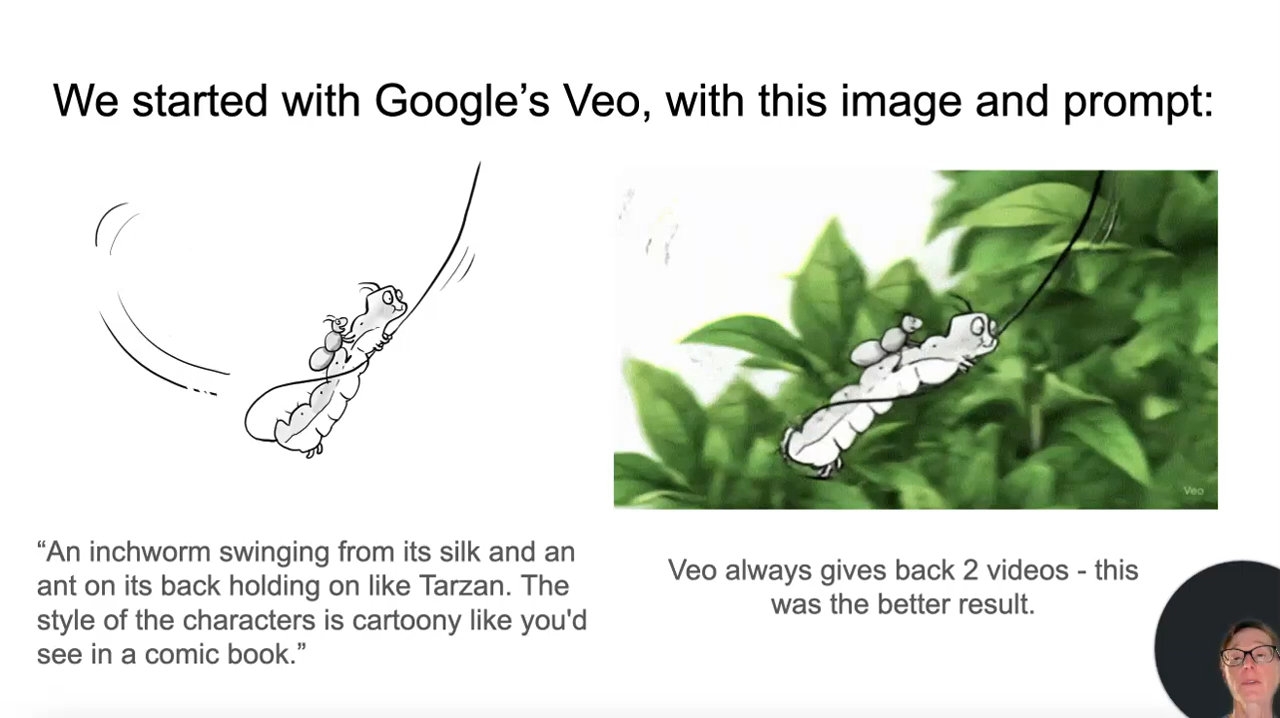 We started with Google’s Veo, with this image and prompt:
“An inchworm swinging from its silk and an
ant on its back holding on like Tarzan. The
style of the characters is cartoony like you'd
see in a comic book.”
Veo
Veo always gives back 2 videos - this
was the better result.